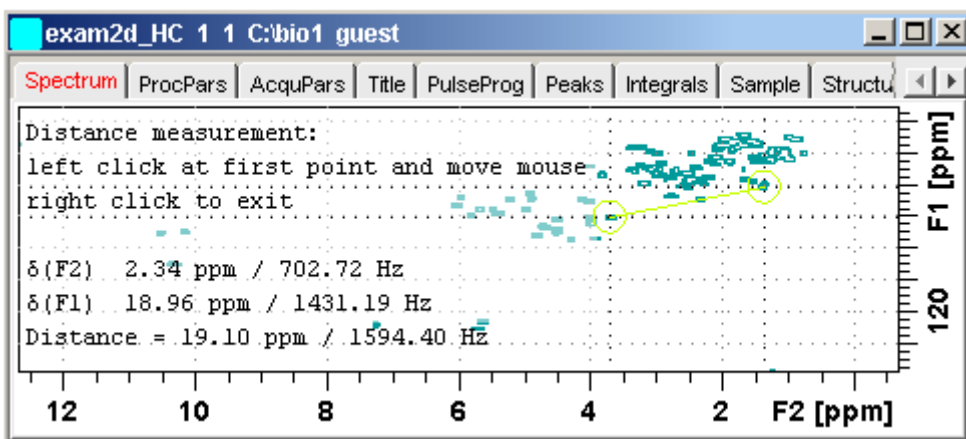 exam2d_HC 1 1 C:\bio1 guest
Spectrum ProcPars AcquPars Title PulseProg Peaks Integrals Sample Structu
Distance measurement:
left click at first point and move mouse
right click to exit
δ(F2) 2.34 ppm / 702.72 Hz
δ(F1) 18.96 ppm / 1431.19 Hz
Distance = 19.10 ppm / 1594.40 Hz
F1 [ppm]
120
12 10 8 6 4 2 F2 [ppm]